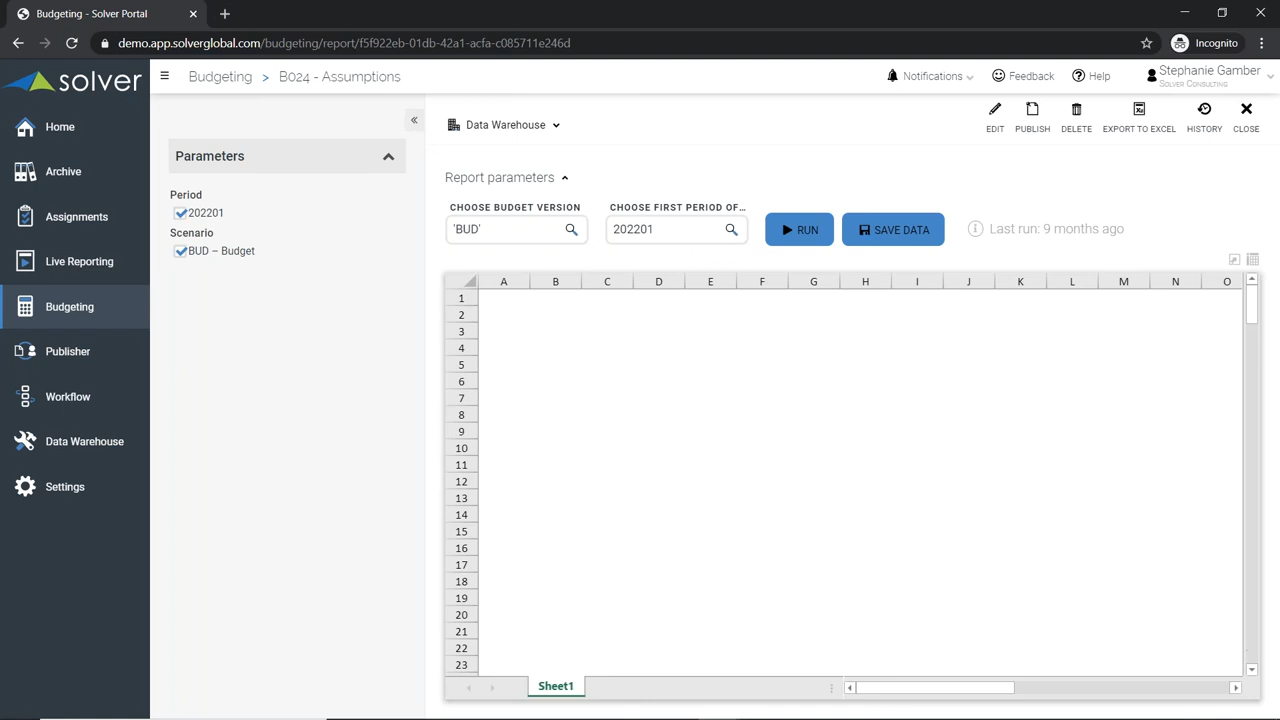 Budgeting - Solver Portal
demo.app.solverglobal.com/budgeting/report/f5f922eb-01db-42a1-acfa-c085711e246d
Incognito
solver
Budgeting > B024 - Assumptions
Notifications
Feedback
Help
Stephanie Gamber
SOLVER CONSULTING
Home
Archive
Assignments
Live Reporting
Budgeting
Publisher
Workflow
Data Warehouse
Settings
Parameters
Period
202201
Scenario
BUD – Budget
Data Warehouse
EDIT
PUBLISH
DELETE
EXPORT TO EXCEL
HISTORY
CLOSE
Report parameters
CHOOSE BUDGET VERSION
CHOOSE FIRST PERIOD OF…
'BUD'
202201
RUN
SAVE DATA
Last run: 9 months ago
A B C D E F G H I J K L M N O
1
2
3
4
5
6
7
8
9
10
11
12
13
14
15
16
17
18
19
20
21
22
23
Sheet1